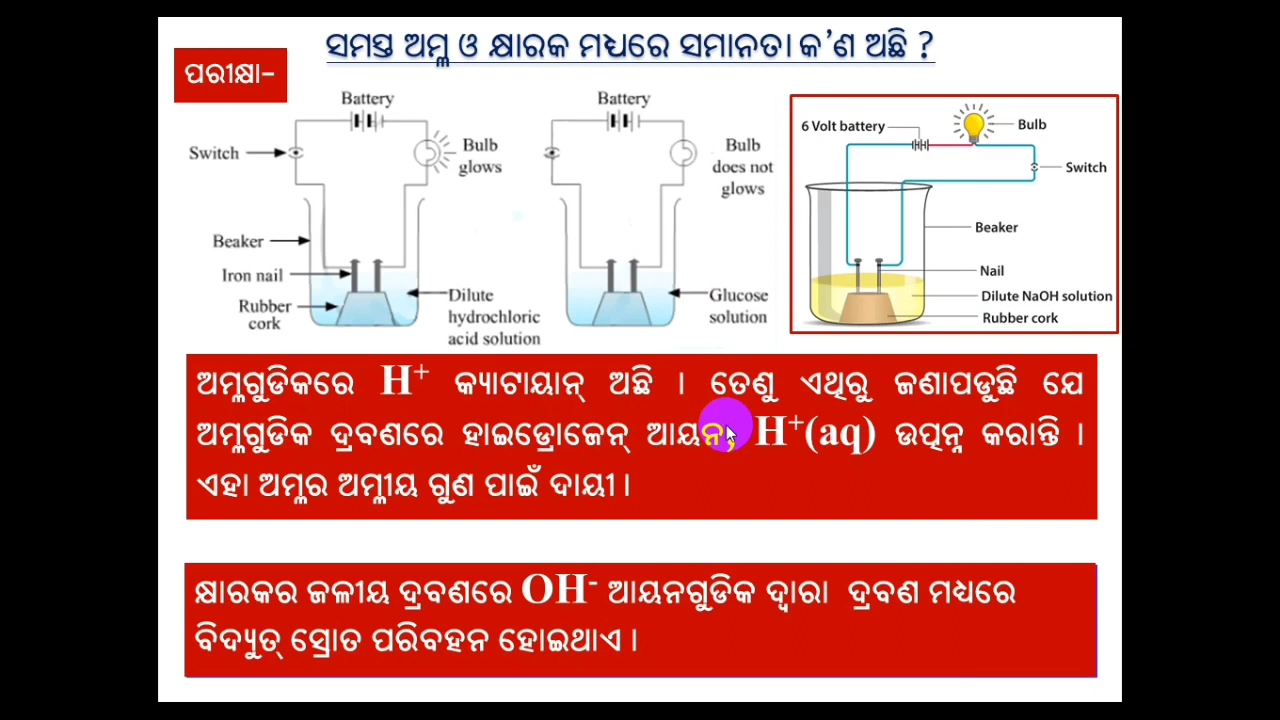 ସମସ୍ତ ଅମ୍ଳ ଓ କ୍ଷାରକ ମଧ୍ୟରେ ସମାନତା କ'ଣ ଅଛି ?
ପରୀକ୍ଷା–
Battery
Switch
Bulb
glows
Beaker
Iron nail
Rubber
cork
Dilute
hydrochloric
acid solution
Battery
Bulb
does not
glows
Glucose
solution
6 Volt battery
Bulb
Switch
Beaker
Nail
Dilute NaOH solution
Rubber cork
ଅମ୍ଳଗୁଡିକରେ H⁺ କ୍ୟାଟାୟାନ୍ ଅଛି । ତେଣୁ ଏଥିରୁ ଜଣାପଡୁଛି ଯେ
ଅମ୍ଳଗୁଡିକ ଦ୍ରବଣରେ ହାଇଡ୍ରୋଜେନ୍ ଆୟନ, H⁺(aq) ଉତ୍ପନ୍ନ କରାନ୍ତି ।
ଏହା ଅମ୍ଳର ଅମ୍ଳୀୟ ଗୁଣ ପାଇଁ ଦାୟୀ ।
କ୍ଷାରକର ଜଳୀୟ ଦ୍ରବଣରେ OH⁻ ଆୟନଗୁଡିକ ଦ୍ୱାରା ଦ୍ରବଣ ମଧ୍ୟରେ
ବିଦ୍ୟୁତ୍ ସ୍ରୋତ ପରିବହନ ହୋଇଥାଏ ।